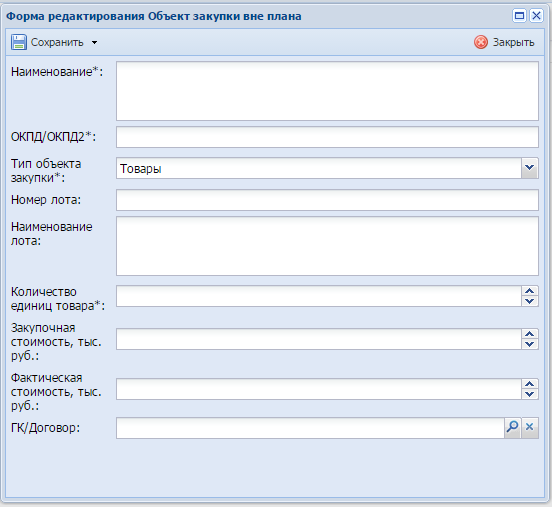 Форма редактирования Объект закупки вне плана
Сохранить Закрыть
Наименование*:
ОКПД/ОКПД2*:
Тип объекта
закупки*:
Товары
Номер лота:
Наименование
лота:
Количество
единиц товара*:
Закупочная
стоимость, тыс.
руб.:
Фактическая
стоимость, тыс.
руб.:
ГК/Договор: